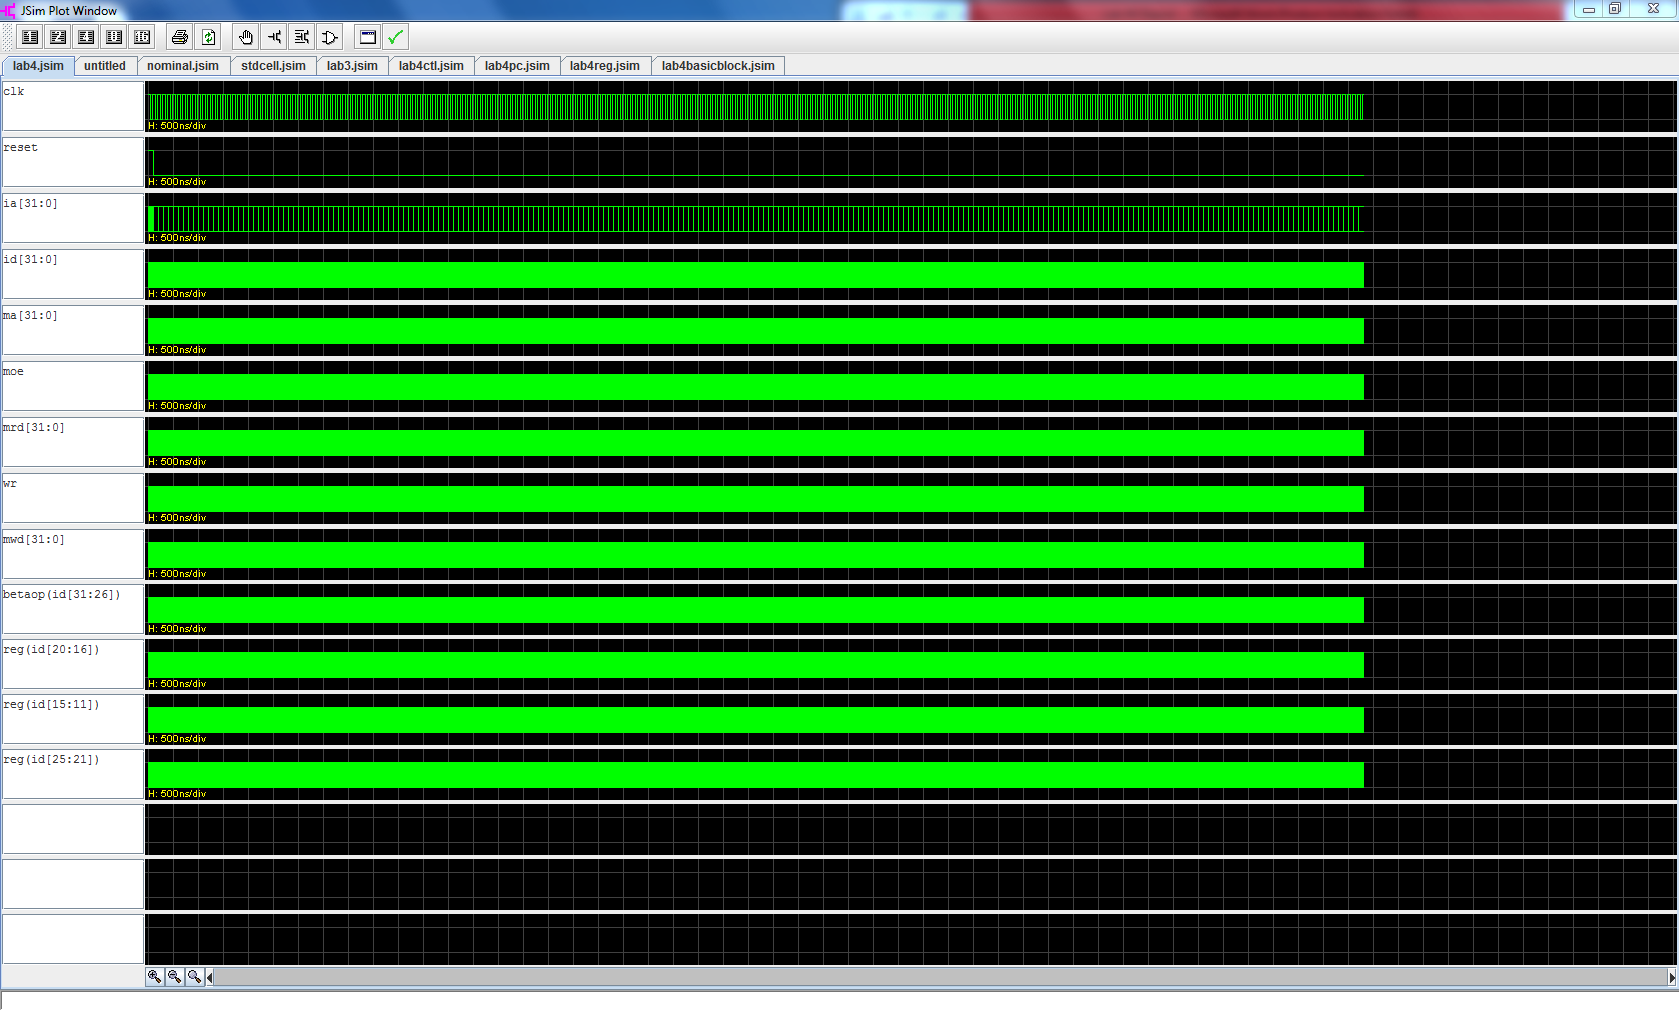 JSim Plot Window
lab4.jsim untitled nominal.jsim stdcell.jsim lab3.jsim lab4ctl.jsim lab4pc.jsim lab4reg.jsim lab4basicblock.jsim
clk
H: 500ns/div
reset
H: 500ns/div
ia[31:0]
H: 500ns/div
id[31:0]
H: 500ns/div
ma[31:0]
H: 500ns/div
moe
H: 500ns/div
mrd[31:0]
H: 500ns/div
wr
H: 500ns/div
mwd[31:0]
H: 500ns/div
betaop(id[31:26])
H: 500ns/div
reg(id[20:16])
H: 500ns/div
reg(id[15:11])
H: 500ns/div
reg(id[25:21])
H: 500ns/div